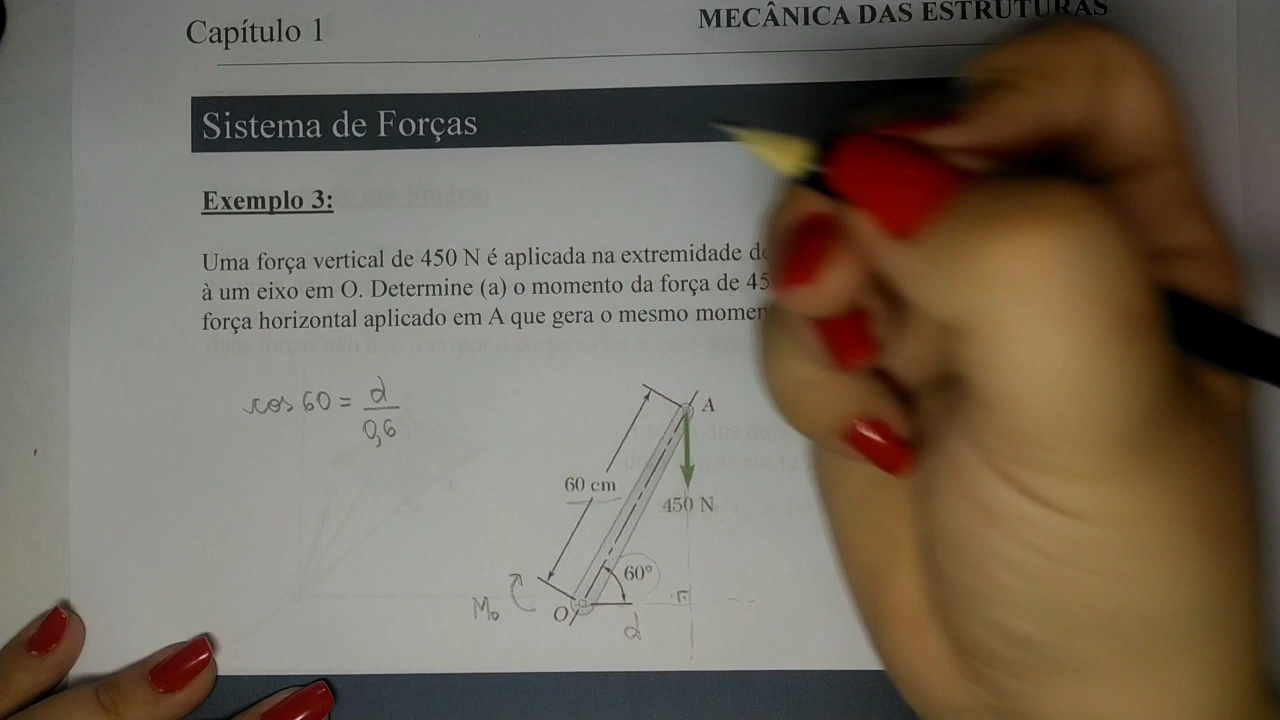 Capítulo 1
MECÂNICA DAS ESTRUTURAS
Sistema de Forças
Exemplo 3:
Uma força vertical de 450 N é aplicada na extremidade
à um eixo em O. Determine (a) o momento da força de 45
força horizontal aplicado em A que gera o mesmo
cos 60 = d
0,6
A
60 cm
450 N
60°
M₀
O
d